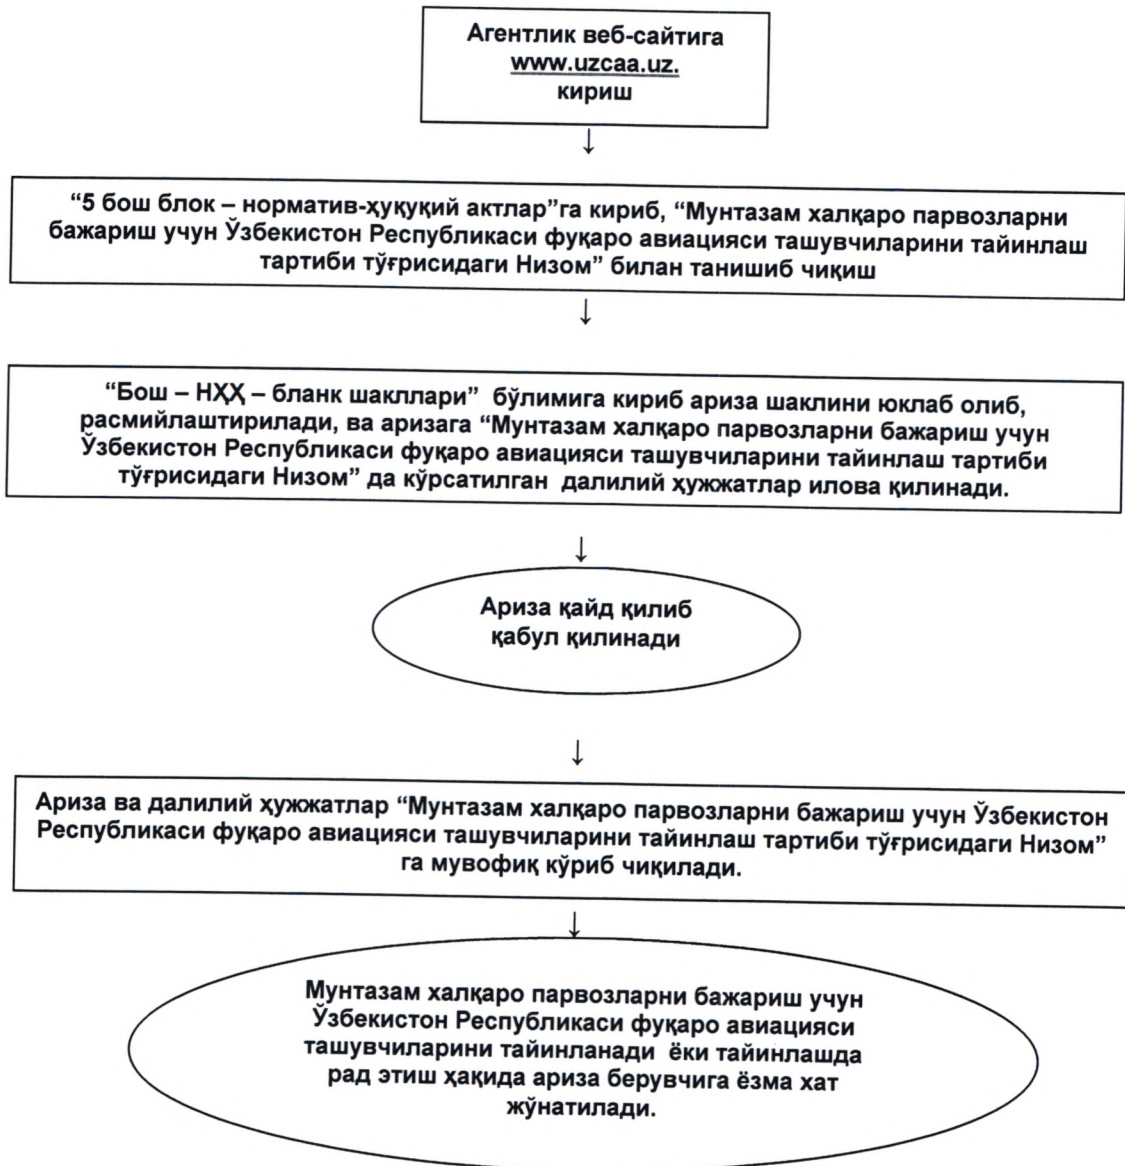 Агентлик веб-сайтига
www.uzcaa.uz.
кириш
↓
“5 бош блок – норматив-ҳуқуқий актлар”га кириб, “Мунтазам халқаро парвозларни
бажариш учун Ўзбекистон Республикаси фуқаро авиацияси ташувчиларини тайинлаш
тартиби тўғрисидаги Низом” билан танишиб чиқиш
↓
“Бош – НҲҲ – бланк шакллари” бўлимига кириб ариза шаклини юклаб олиб,
расмийлаштирилади, ва аризага “Мунтазам халқаро парвозларни бажариш учун
Ўзбекистон Республикаси фуқаро авиацияси ташувчиларини тайинлаш тартиби
тўғрисидаги Низом” да кўрсатилган далилий ҳужжатлар илова қилинади.
↓
Ариза қайд қилиб
қабул қилинади
↓
Ариза ва далилий ҳужжатлар “Мунтазам халқаро парвозларни бажариш учун Ўзбекистон
Республикаси фуқаро авиацияси ташувчиларини тайинлаш тартиби тўғрисидаги Низом”
га мувофиқ кўриб чиқилади.
↓
Мунтазам халқаро парвозларни бажариш учун
Ўзбекистон Республикаси фуқаро авиацияси
ташувчиларини тайинланади ёки тайинлашда
рад этиш ҳақида ариза берувчига ёзма хат
жўнатилади.